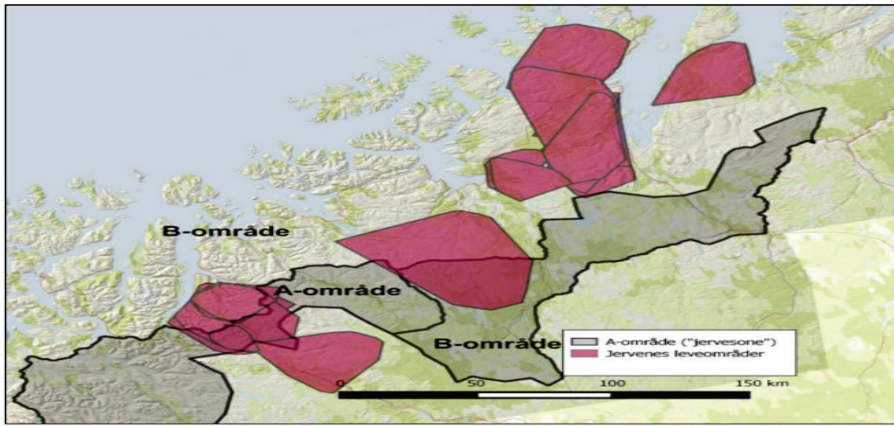 B-område
A-område
B-område
A-område ("jervesone")
Jervenes leveområder
0 50 100 150 km